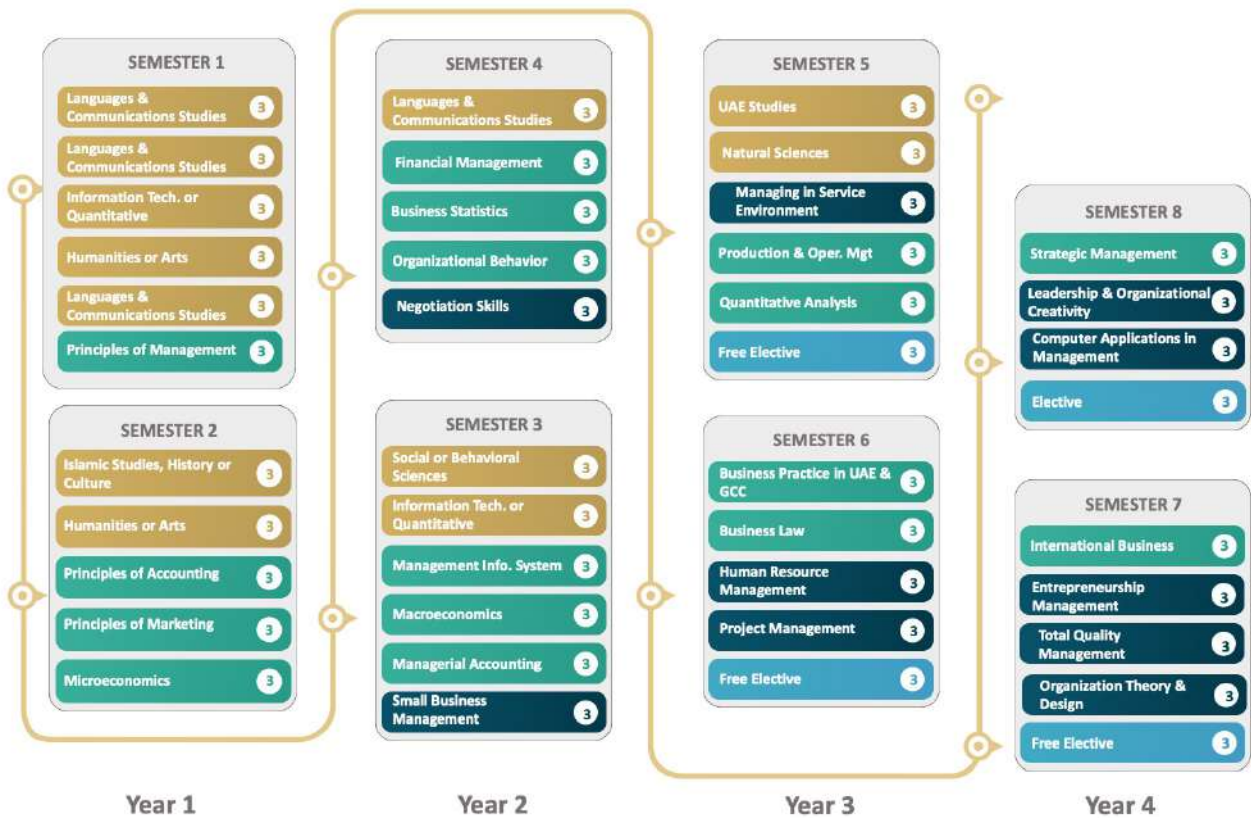 SEMESTER 1
Languages &
Communications Studies 3
Languages &
Communications Studies 3
Information Tech. or
Quantitative 3
Humanities or Arts 3
Languages &
Communications Studies 3
Principles of Management 3
SEMESTER 2
Islamic Studies, History or
Culture 3
Humanities or Arts 3
Principles of Accounting 3
Principles of Marketing 3
Microeconomics 3
Year 1
SEMESTER 4
Languages &
Communications Studies 3
Financial Management 3
Business Statistics 3
Organizational Behavior 3
Negotiation Skills 3
SEMESTER 3
Social or Behavioral
Sciences 3
Information Tech. or
Quantitative 3
Management Info. System 3
Macroeconomics 3
Managerial Accounting 3
Small Business
Management 3
Year 2
SEMESTER 5
UAE Studies 3
Natural Sciences 3
Managing in Service
Environment 3
Production & Oper. Mgt 3
Quantitative Analysis 3
Free Elective 3
SEMESTER 6
Business Practice in UAE &
GCC 3
Business Law 3
Human Resource
Management 3
Project Management 3
Free Elective 3
Year 3
SEMESTER 8
Strategic Management 3
Leadership & Organizational
Creativity 3
Computer Applications in
Management 3
Elective 3
SEMESTER 7
International Business 3
Entrepreneurship
Management 3
Total Quality
Management 3
Organization Theory &
Design 3
Free Elective 3
Year 4